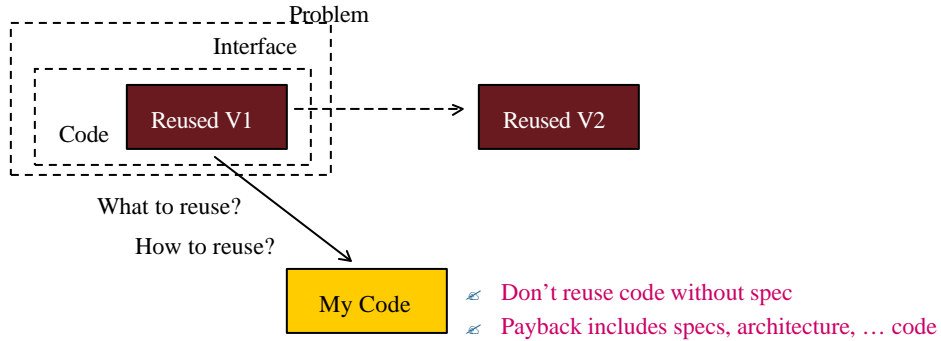 Problem
Interface
Code
Reused V1
Reused V2
What to reuse?
How to reuse?
My Code
Don’t reuse code without spec
Payback includes specs, architecture, … code